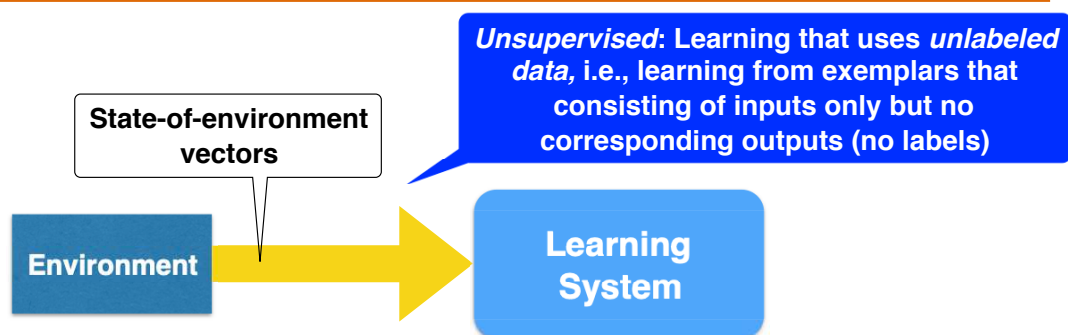 Unsupervised: Learning that uses unlabeled
data, i.e., learning from exemplars that
consisting of inputs only but no
corresponding outputs (no labels)
State-of-environment
vectors
Environment
Learning
System